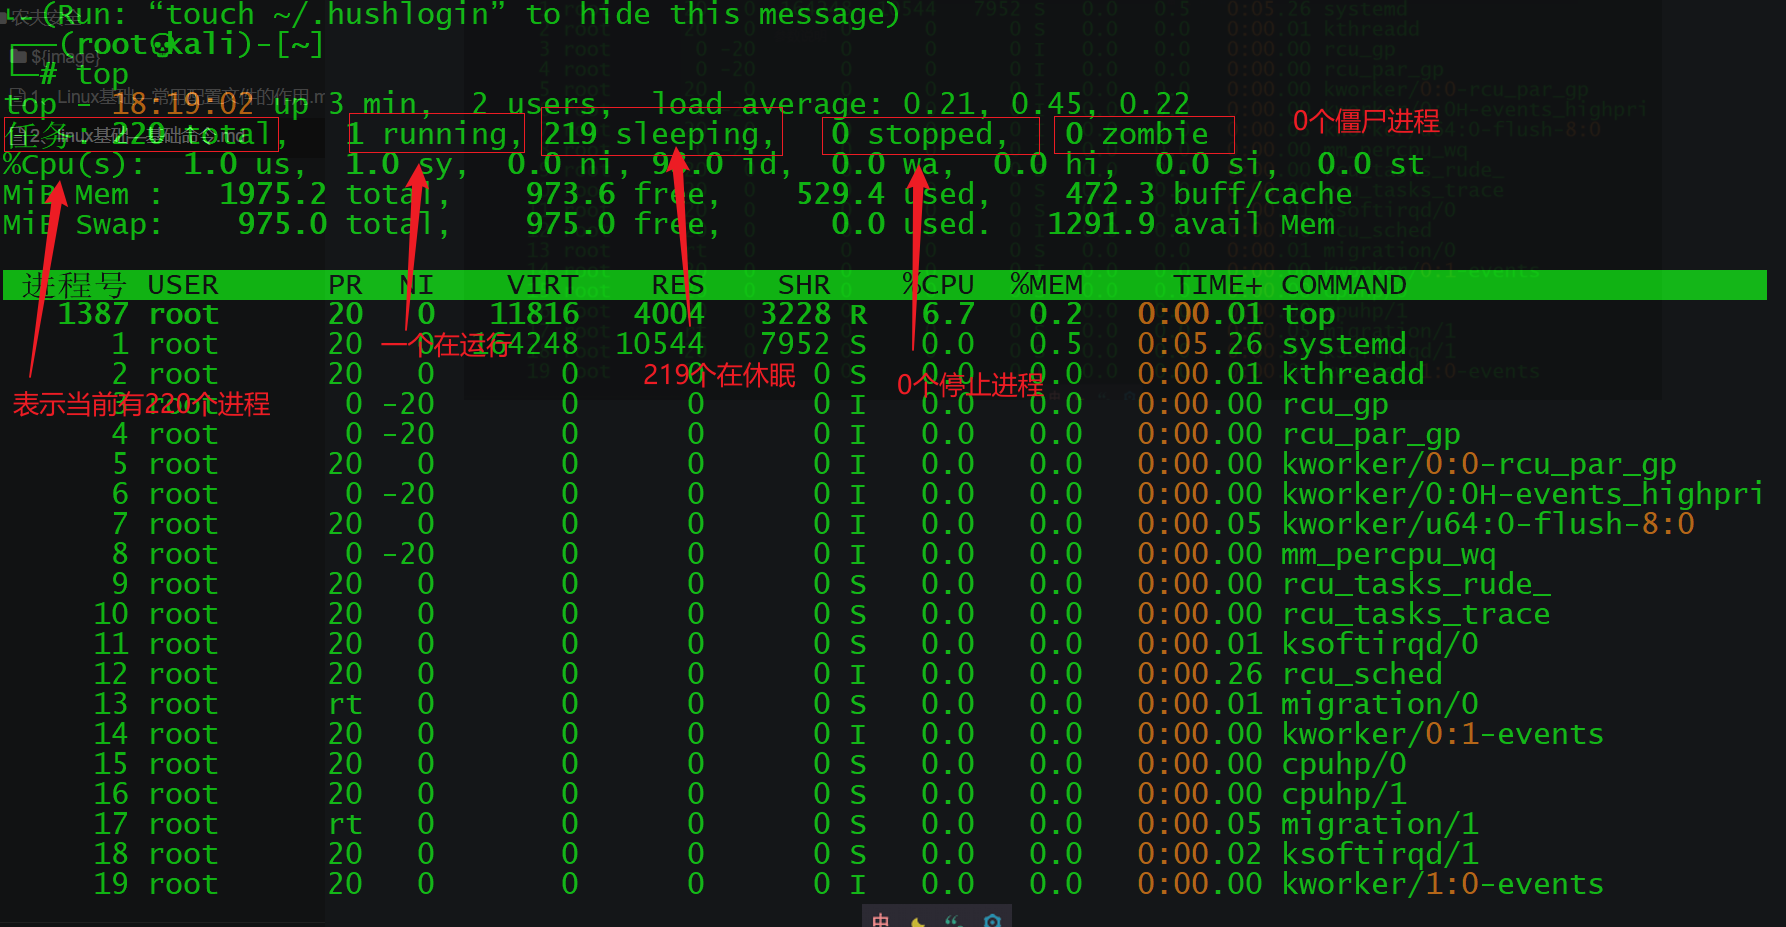 (Run: “touch ~/.hushlogin” to hide this message)
┌──(root💀kali)-[~]
└─# top
top - 18:19:02 up 3 min, 2 users, load average: 0.21, 0.45, 0.22
任务: 220 total, 1 running, 219 sleeping, 0 stopped, 0 zombie
0个僵尸进程
%Cpu(s): 1.0 us, 1.0 sy, 0.0 ni, .0 id, 0.0 wa, 0.0 hi, 0.0 si, 0.0 st
MiB Mem : 1975.2 total, 973.6 free, 529.4 used, 472.3 buff/cache
MiB Swap: 975.0 total, 975.0 free, 0.0 used. 1291.9 avail Mem
进程号 USER PR NI VIRT RES SHR %CPU %MEM TIME+ COMMAND
1387 root 20 0 11816 4004 3228 R 6.7 0.2 0:00.01 top
1 root 20 0 164248 10544 7952 S 0.0 0.5 0:05.26 systemd
一个在运行
2 root 20 0 0 0 0 S 0.0 0.0 0:00.01 kthreadd
219个在休眠
0个停止进程
3 root 0 -20 0 0 0 I 0.0 0.0 0:00.00 rcu_gp
表示当前有220个进程
4 root 0 -20 0 0 0 I 0.0 0.0 0:00.00 rcu_par_gp
5 root 20 0 0 0 0 I 0.0 0.0 0:00.00 kworker/0:0-rcu_par_gp
6 root 0 -20 0 0 0 I 0.0 0.0 0:00.00 kworker/0:0H-events_highpri
7 root 20 0 0 0 0 I 0.0 0.0 0:00.05 kworker/u64:0-flush-8:0
8 root 0 -20 0 0 0 I 0.0 0.0 0:00.00 mm_percpu_wq
9 root 20 0 0 0 0 S 0.0 0.0 0:00.00 rcu_tasks_rude_
10 root 20 0 0 0 0 S 0.0 0.0 0:00.00 rcu_tasks_trace
11 root 20 0 0 0 0 S 0.0 0.0 0:00.01 ksoftirqd/0
12 root 20 0 0 0 0 I 0.0 0.0 0:00.26 rcu_sched
13 root rt 0 0 0 0 S 0.0 0.0 0:00.01 migration/0
14 root 20 0 0 0 0 I 0.0 0.0 0:00.00 kworker/0:1-events
15 root 20 0 0 0 0 S 0.0 0.0 0:00.00 cpuhp/0
16 root 20 0 0 0 0 S 0.0 0.0 0:00.00 cpuhp/1
17 root rt 0 0 0 0 S 0.0 0.0 0:00.05 migration/1
18 root 20 0 0 0 0 S 0.0 0.0 0:00.02 ksoftirqd/1
19 root 20 0 0 0 0 I 0.0 0.0 0:00.00 kworker/1:0-events
中